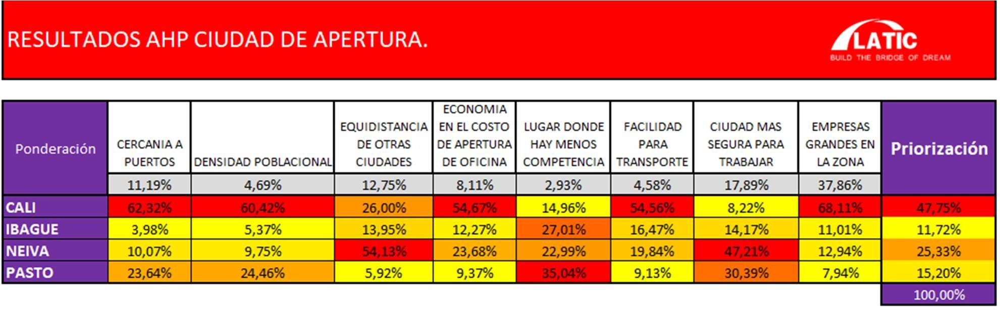 RESULTADOS AHP CIUDAD DE APERTURA.
LATIC
BUILD THE BRIDGE OF DREAM
Ponderación
CERCANIA A
PUERTOS
DENSIDAD POBLACIONAL
EQUIDISTANCIA
DE OTRAS
CIUDADES
ECONOMIA
EN EL COSTO
DE APERTURA
DE OFICINA
LUGAR DONDE
HAY MENOS
COMPETENCIA
FACILIDAD
PARA
TRANSPORTE
CIUDAD MAS
SEGURA PARA
TRABAJAR
EMPRESAS
GRANDES EN
LA ZONA
Priorización
11,19% 4,69% 12,75% 8,11% 2,93% 4,58% 17,89% 37,86%
CALI 62,32% 60,42% 26,00% 54,67% 14,96% 54,56% 8,22% 68,11% 47,75%
IBAGUE 3,98% 5,37% 13,95% 12,27% 27,01% 16,47% 14,17% 11,01% 11,72%
NEIVA 10,07% 9,75% 54,13% 23,68% 22,99% 19,84% 47,21% 12,94% 25,33%
PASTO 23,64% 24,46% 5,92% 9,37% 35,04% 9,13% 30,39% 7,94% 15,20%
100,00%